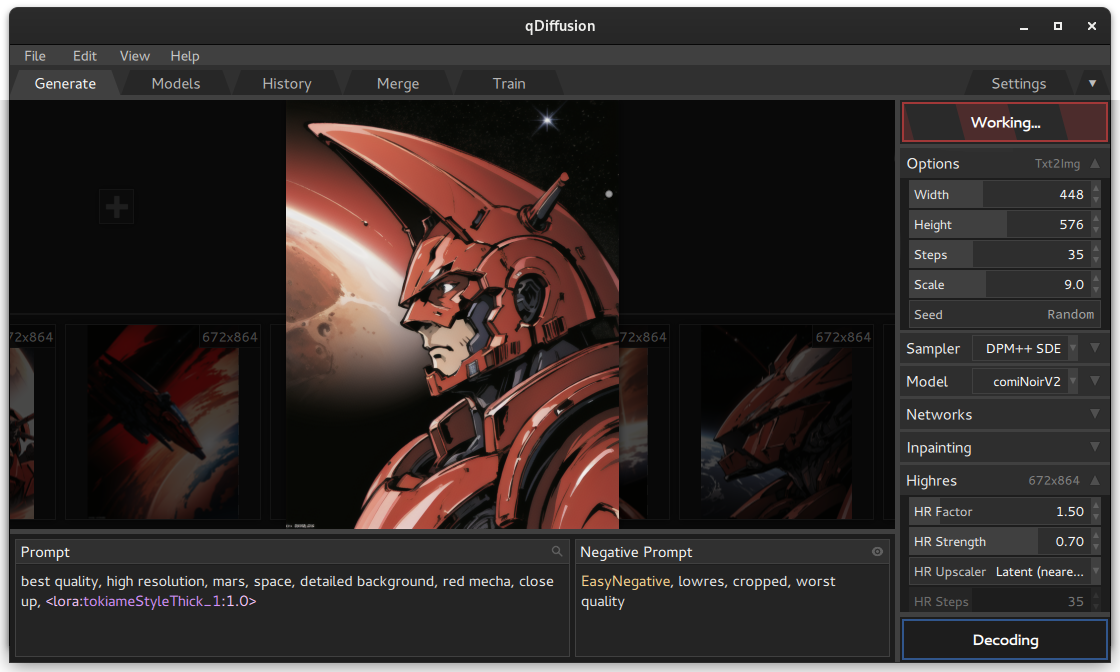 qDiffusion
File Edit View Help
Generate Models History Merge Train Settings
Working...
Options Txt2Img
Width 448
Height 576
Steps 35
Scale 9.0
Seed Random
72x864 672x864 672x864 672x864
Sampler DPM++ SDE
Model comiNoirV2
Networks
Inpainting
Highres 672x864
HR Factor 1.50
HR Strength 0.70
HR Upscaler Latent (neare...
HR Steps 35
Prompt
best quality, high resolution, mars, space, detailed background, red mecha, close
up, <lora:tokiameStyleThick_1:1.0>
Negative Prompt
EasyNegative, lowres, cropped, worst
quality
Decoding